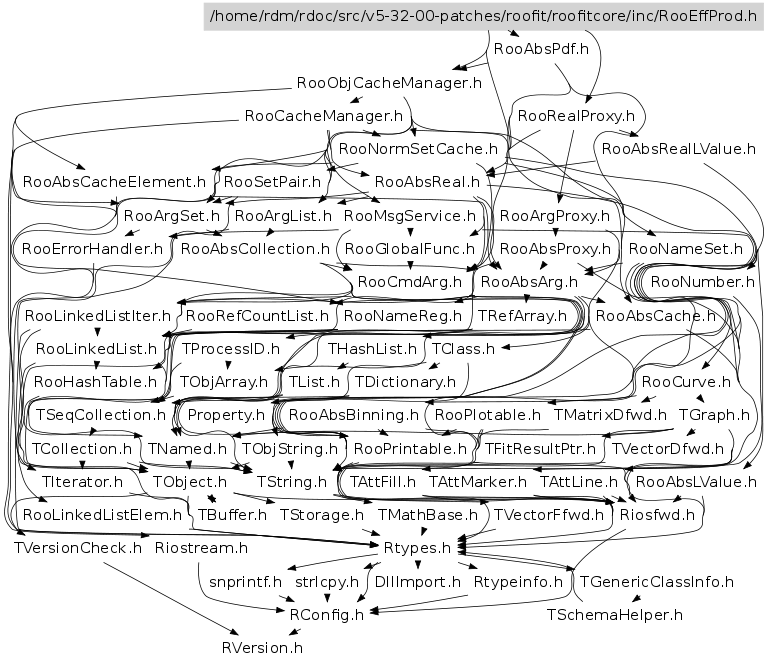 /home/rdm/rdoc/src/v5-32-00-patches/roofit/roofitcore/inc/RooEffProd.h
RooAbsPdf.h
RooObjCacheManager.h
RooCacheManager.h RooRealProxy.h
RooNormSetCache.h RooAbsRealLValue.h
RooAbsCacheElement.h RooSetPair.h RooAbsReal.h
RooArgSet.h RooArgList.h RooMsgService.h RooArgProxy.h
RooErrorHandler.h RooAbsCollection.h RooGlobalFunc.h RooAbsProxy.h RooNameSet.h
RooCmdArg.h RooAbsArg.h RooNumber.h
RooLinkedListIter.h RooRefCountList.h RooNameReg.h TRefArray.h RooAbsCache.h
RooLinkedList.h TProcessID.h THashList.h TClass.h
RooHashTable.h TObjArray.h TList.h TDictionary.h RooCurve.h
TSeqCollection.h Property.h RooAbsBinning.h RooPlotable.h TMatrixDfwd.h TGraph.h
TCollection.h TNamed.h TObjString.h RooPrintable.h TFitResultPtr.h TVectorDfwd.h
TIterator.h TObject.h TString.h TAttFill.h TAttMarker.h TAttLine.h RooAbsLValue.h
RooLinkedListElem.h TBuffer.h TStorage.h TMathBase.h TVectorFfwd.h Riosfwd.h
TVersionCheck.h Riostream.h Rtypes.h
snprintf.h strlcpy.h DllImport.h Rtypeinfo.h TGenericClassInfo.h
RConfig.h TSchemaHelper.h
RVersion.h